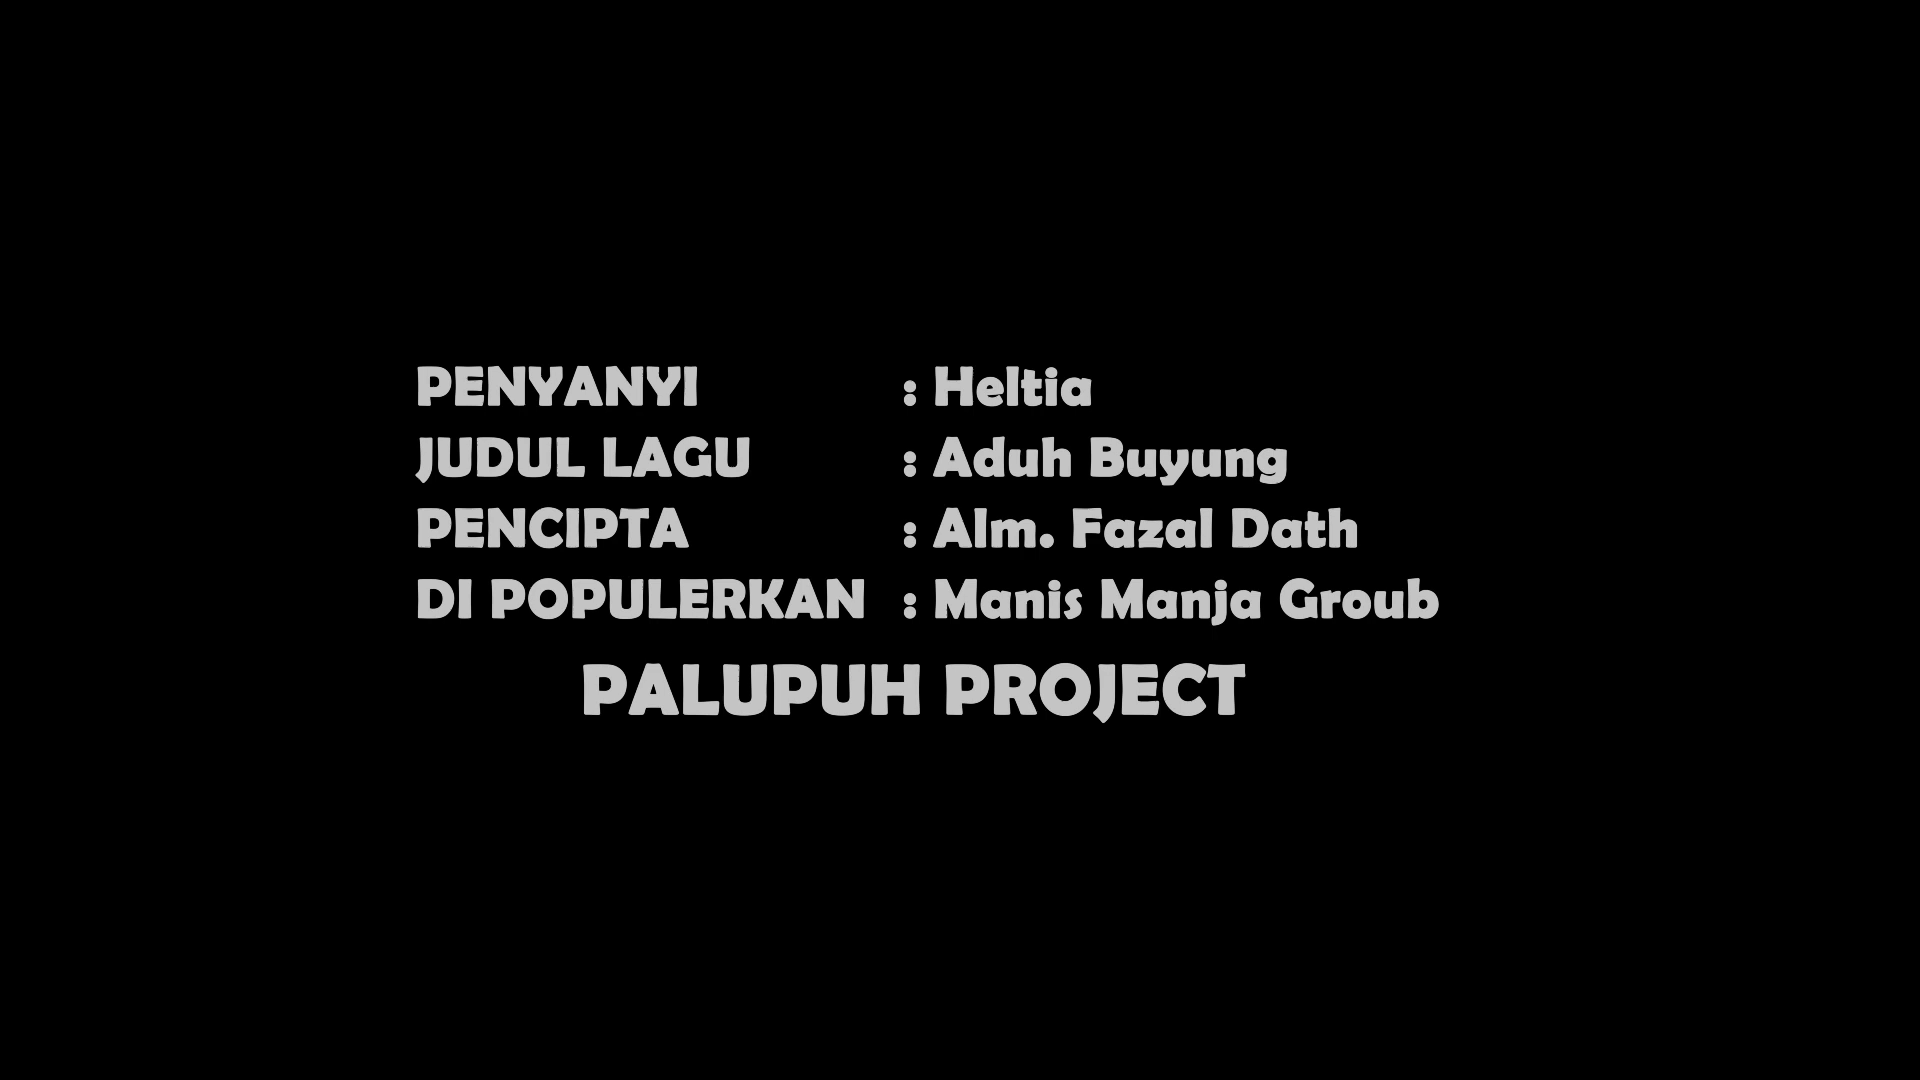 PENYANYI : Heltia
JUDUL LAGU : Aduh Buyung
PENCIPTA : Alm. Fazal Dath
DI POPULERKAN : Manis Manja Groub
PALUPUH PROJECT